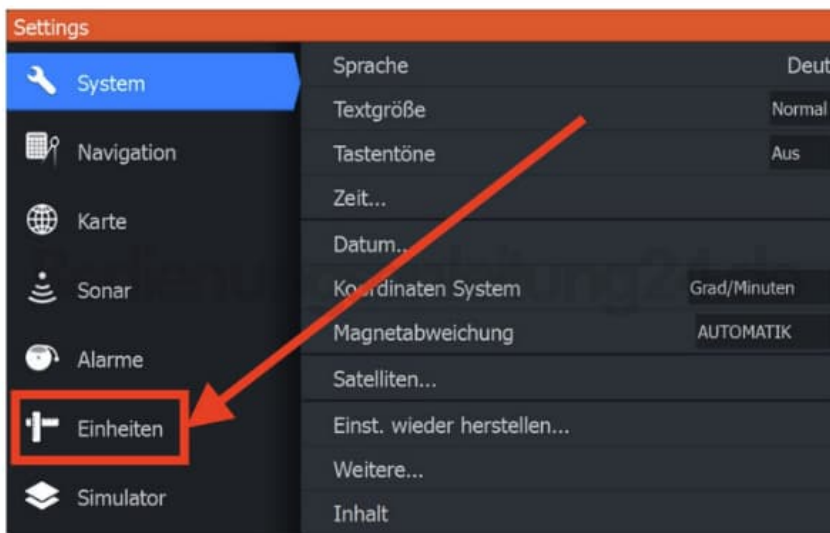 Settings
System
Navigation
Karte
Sonar
Alarme
Einheiten
Simulator
Sprache Deut
Textgröße Normal
Tastentöne Aus
Zeit...
Datum...
Koordinaten System Grad/Minuten
Magnetabweichung AUTOMATIK
Satelliten...
Einst. wieder herstellen...
Weitere...
Inhalt